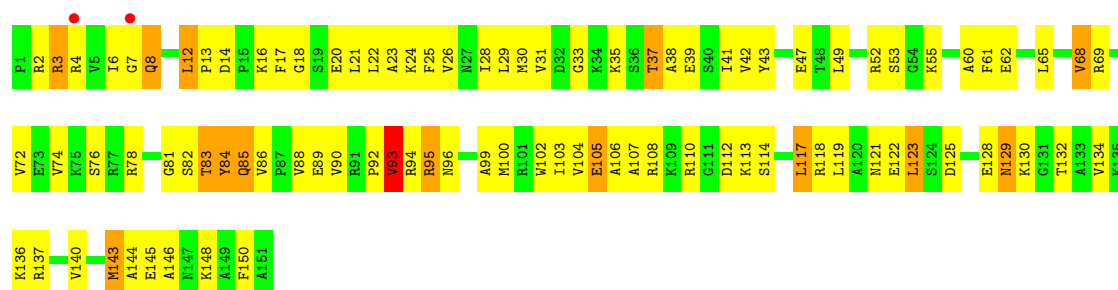 P1 R2 R3 R4 V5 I6 G7 Q8 L12 P13 D14 P15 K16 F17 G18 S19 E20 L21 L22 A23 K24 F25 V26 N27 I28 L29 M30 V31 D32 G33 K34 K35 S36 T37 A38 E39 S40 I41 V42 Y43 E47 T48 L49 R52 S53 G54 K55 A60 F61 E62 L65 V68 R69
V72 E73 V74 K75 S76 R77 R78 G81 S82 T83 Y84 Q85 V86 P87 V88 E89 V90 R91 P92 V93 R94 R95 N96 A99 M100 R101 W102 I103 V104 E105 A106 A107 R108 K109 R110 G111 D112 K113 S114 L117 R118 L119 A120 N121 E122 L123 S124 D125 E128 N129 K130 G131 T132 A133 V134 K135
K136 R137 V140 M143 A144 E145 A146 N147 K148 A149 F150 A151